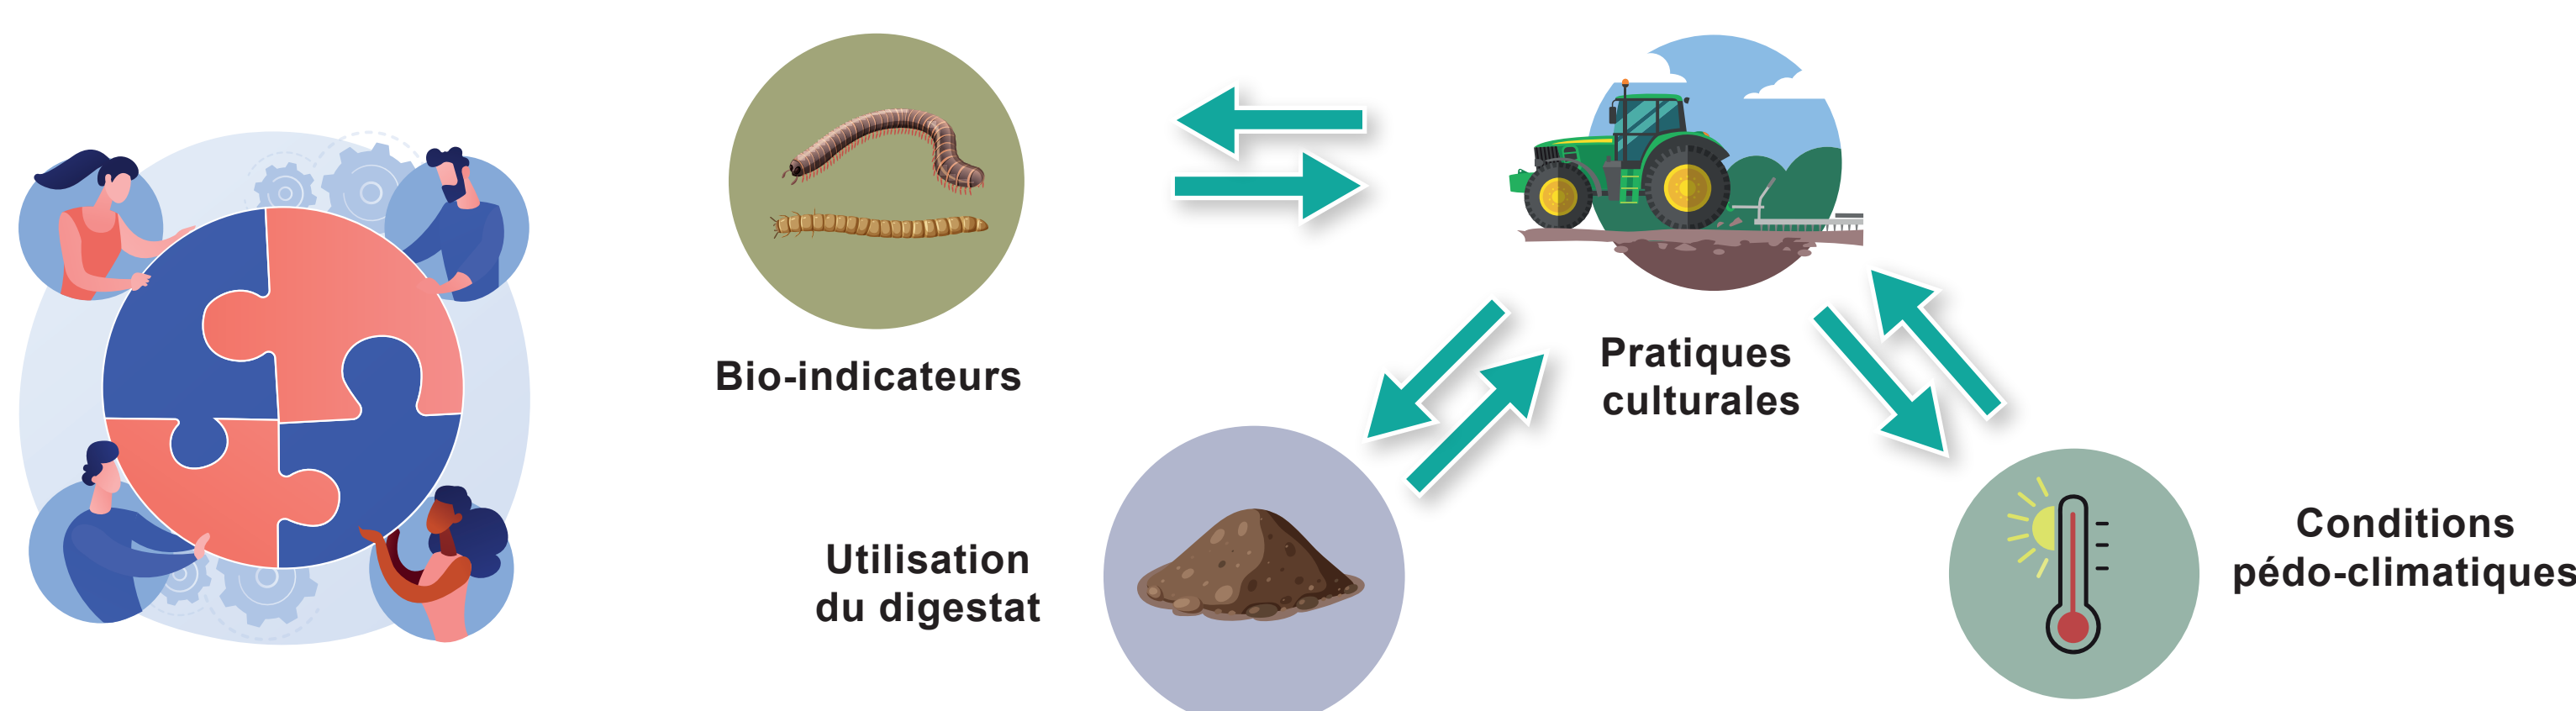 Bio-indicateurs
Pratiques
culturales
Utilisation
du digestat
Conditions
pédo-climatiques